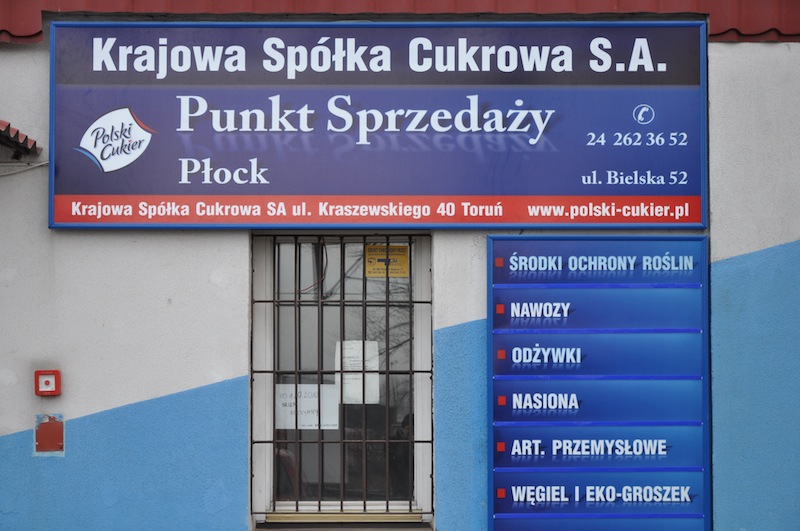 Krajowa Spółka Cukrowa S.A.
Polski
Cukier
Punkt Sprzedaży
24 262 36 52
Płock
ul. Bielska 52
Krajowa Spółka Cukrowa SA ul. Kraszewskiego 40 Toruń www.polski-cukier.pl
ŚRODKI OCHRONY ROŚLIN
NAWOZY
ODŻYWKI
NASIONA
ART. PRZEMYSŁOWE
WĘGIEL I EKO-GROSZEK